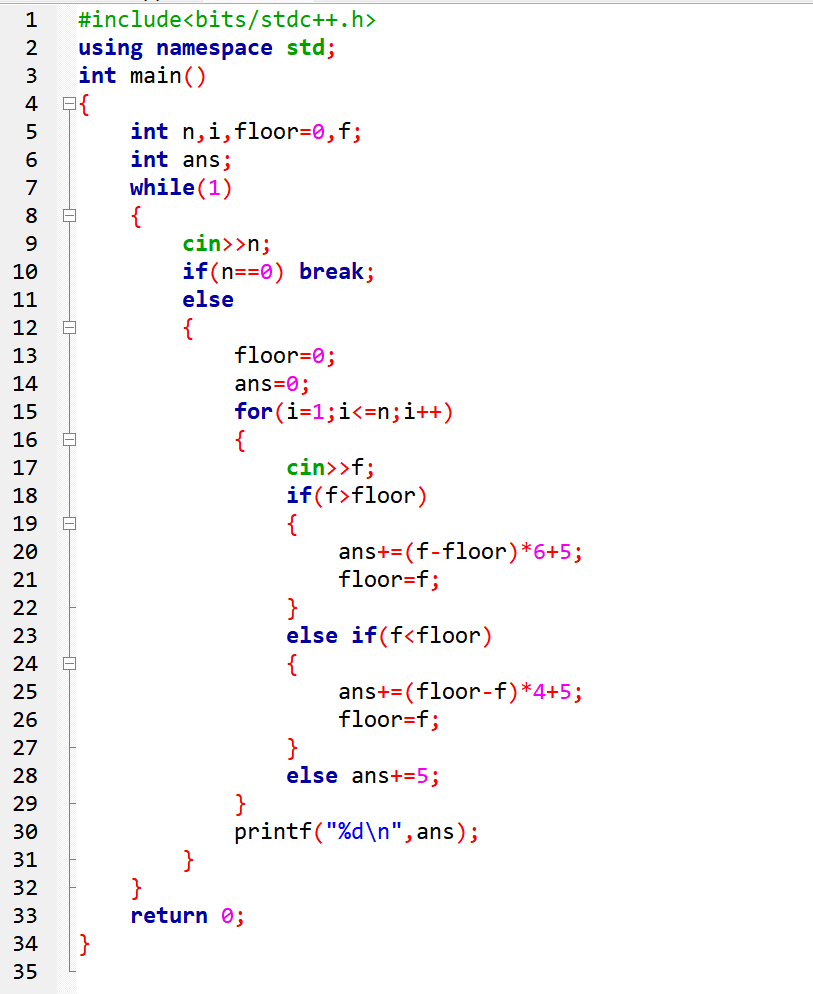 1 #include<bits/stdc++.h>
2 using namespace std;
3 int main()
4 {
5 int n,i,floor=0,f;
6 int ans;
7 while(1)
8 {
9 cin>>n;
10 if(n==0) break;
11 else
12 {
13 floor=0;
14 ans=0;
15 for(i=1;i<=n;i++)
16 {
17 cin>>f;
18 if(f>floor)
19 {
20 ans+=(f-floor)*6+5;
21 floor=f;
22 }
23 else if(f<floor)
24 {
25 ans+=(floor-f)*4+5;
26 floor=f;
27 }
28 else ans+=5;
29 }
30 printf("%d\n",ans);
31 }
32 }
33 return 0;
34 }
35